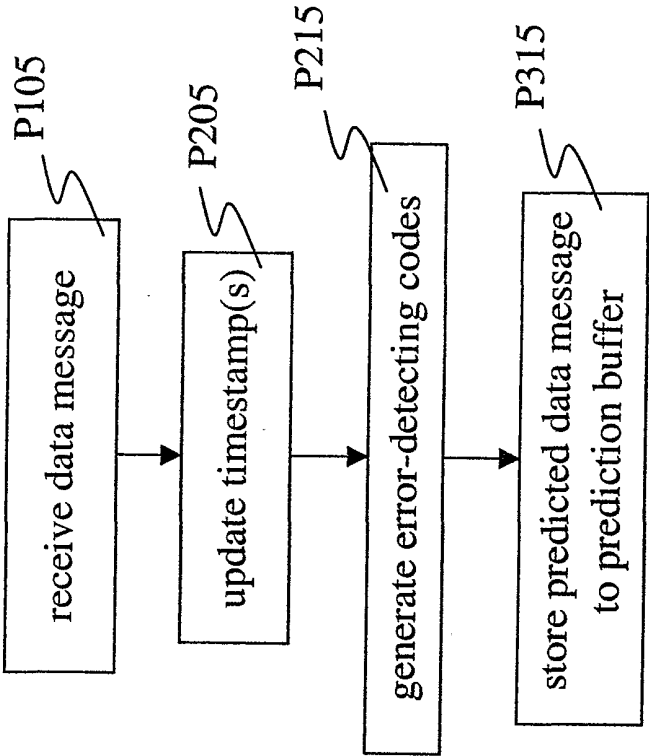 receive data message
P105
update timestamp(s)
P205
generate error-detecting codes
P215
store predicted data message
to prediction buffer
P315